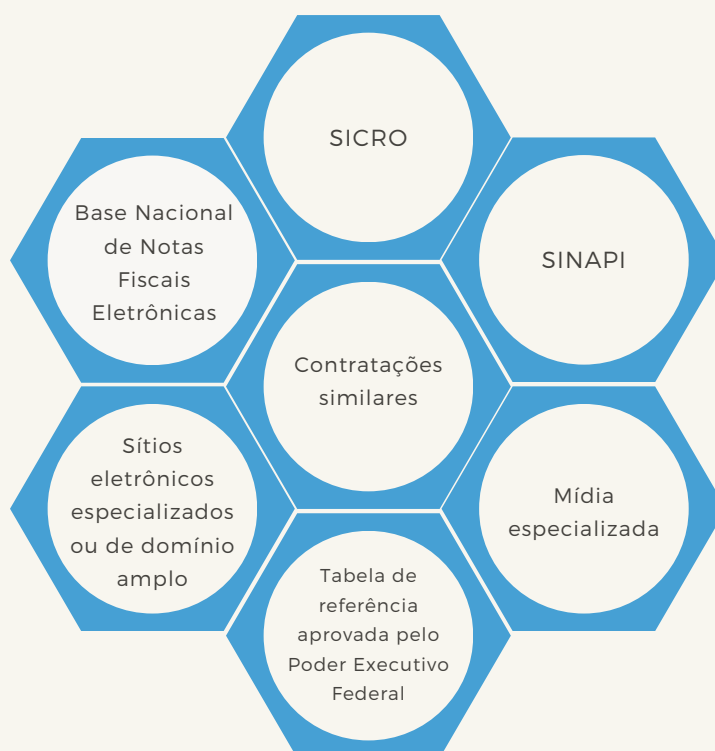 SICRO
Base Nacional
de Notas
Fiscais
Eletrônicas
SINAPI
Contratações
similares
Sítios
eletrônicos
especializados
ou de domínio
amplo
Mídia
especializada
Tabela de
referência
aprovada pelo
Poder Executivo
Federal